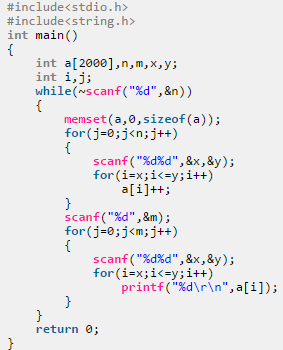 #include<stdio.h>
#include<string.h>
int main()
{
    int a[2000],n,m,x,y;
    int i,j;
    while(~scanf("%d",&n))
    {
        memset(a,0,sizeof(a));
        for(j=0;j<n;j++)
        {
            scanf("%d%d",&x,&y);
            for(i=x;i<=y;i++)
                a[i]++;
        }
        scanf("%d",&m);
        for(j=0;j<m;j++)
        {
            scanf("%d%d",&x,&y);
            for(i=x;i<=y;i++)
                printf("%d\r\n",a[i]);
        }
    }
    return 0;
}